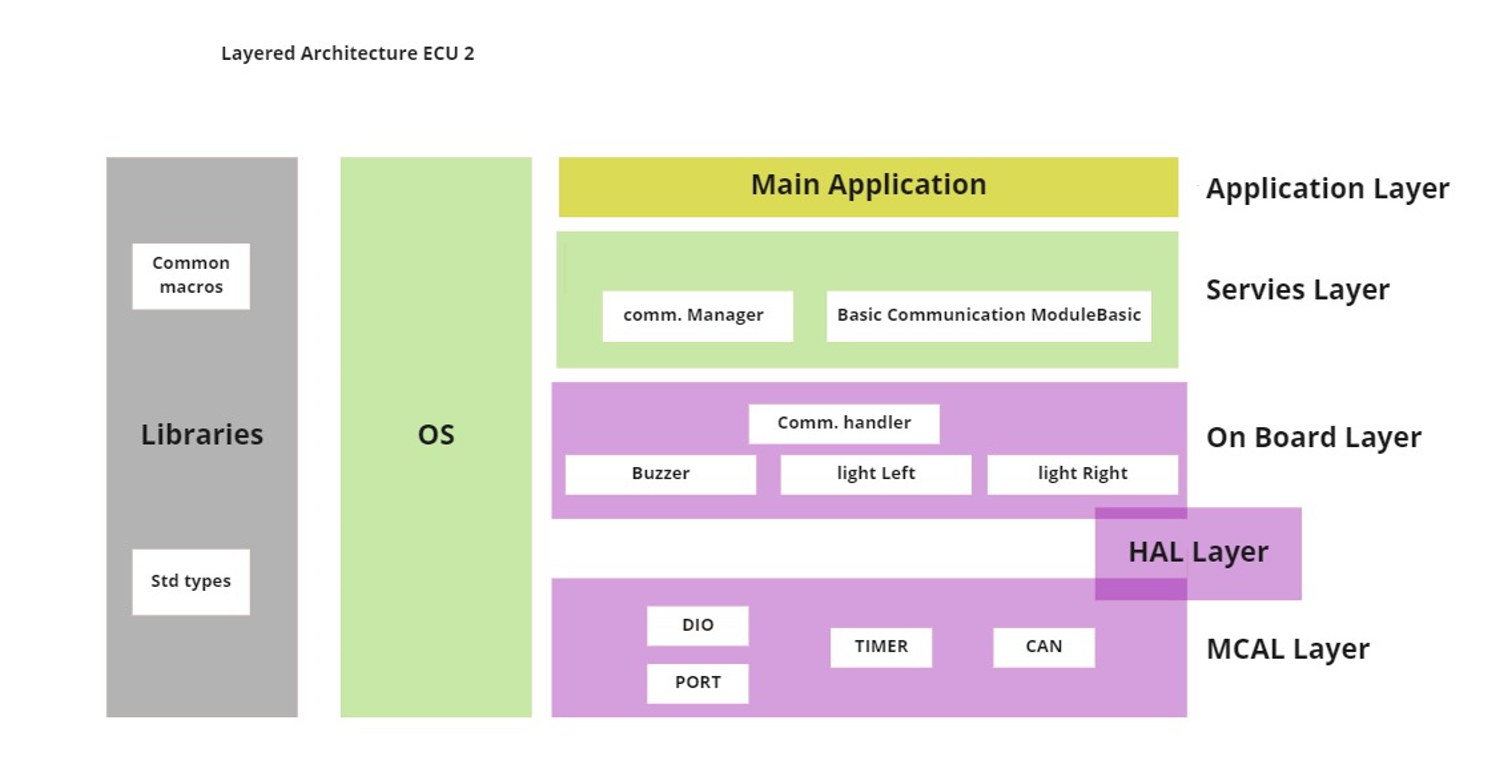 Layered Architecture ECU 2
Main Application
Application Layer
Common
macros
Servies Layer
comm. Manager
Basic Communication ModuleBasic
Libraries
OS
Comm. handler
On Board Layer
Buzzer
light Left
light Right
HAL Layer
Std types
DIO
TIMER
CAN
MCAL Layer
PORT